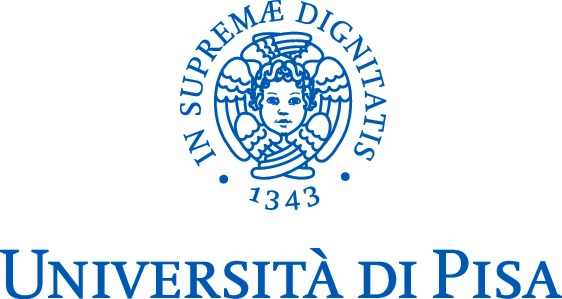 IN SUPREMÆ DIGNITATIS
• 1343 •
UNIVERSITÀ DI PISA